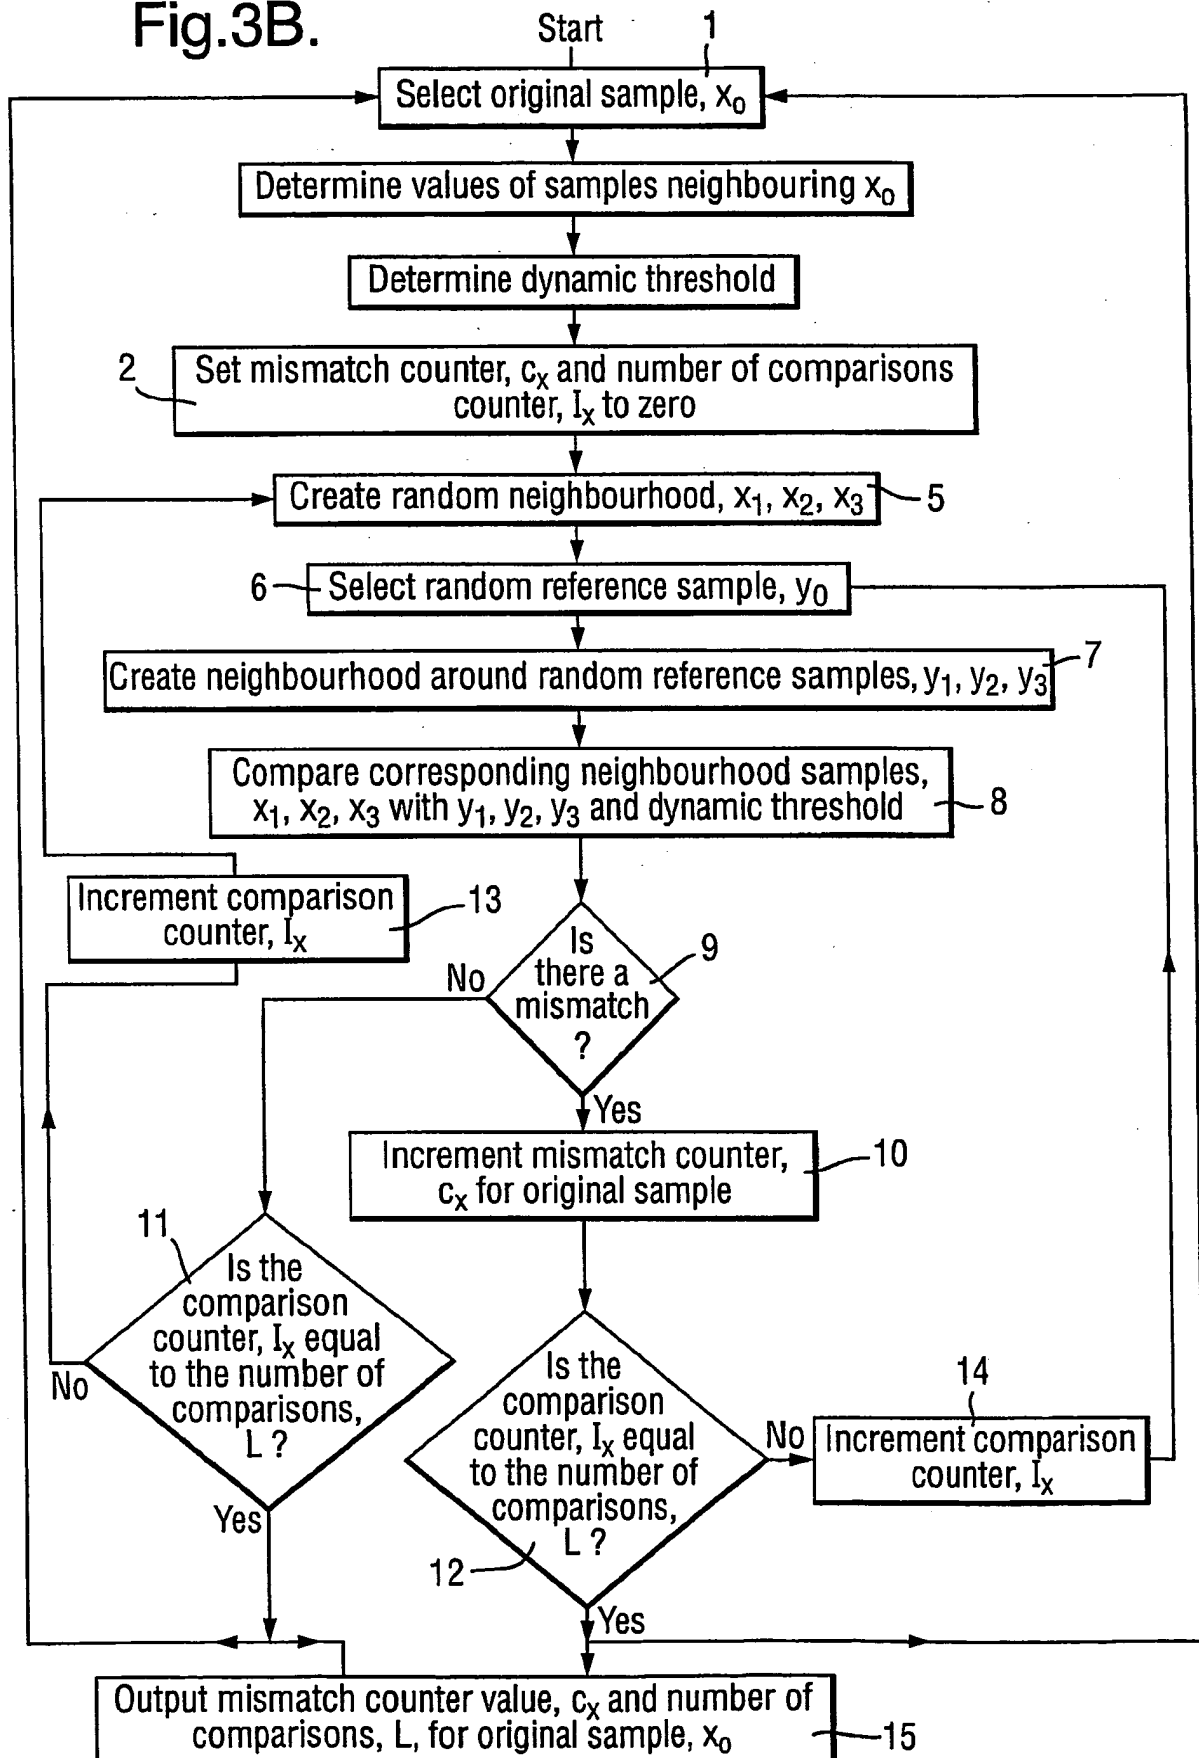 Fig.3B.
Start
1
Select original sample, x₀
Determine values of samples neighbouring x₀
Determine dynamic threshold
2
Set mismatch counter, cₓ and number of comparisons
counter, Iₓ to zero
Create random neighbourhood, x₁, x₂, x₃
5
6
Select random reference sample, y₀
7
Create neighbourhood around random reference samples, y₁, y₂, y₃
Compare corresponding neighbourhood samples,
x₁, x₂, x₃ with y₁, y₂, y₃ and dynamic threshold
8
Increment comparison
counter, Iₓ
13
Is
there a
mismatch
?
9
No
Yes
Increment mismatch counter,
cₓ for original sample
10
11
Is the
comparison
counter, Iₓ equal
to the number of
comparisons,
L ?
No
Yes
Is the
comparison
counter, Iₓ equal
to the number of
comparisons,
L ?
12
No
Yes
14
Increment comparison
counter, Iₓ
Output mismatch counter value, cₓ and number of
comparisons, L, for original sample, x₀
15